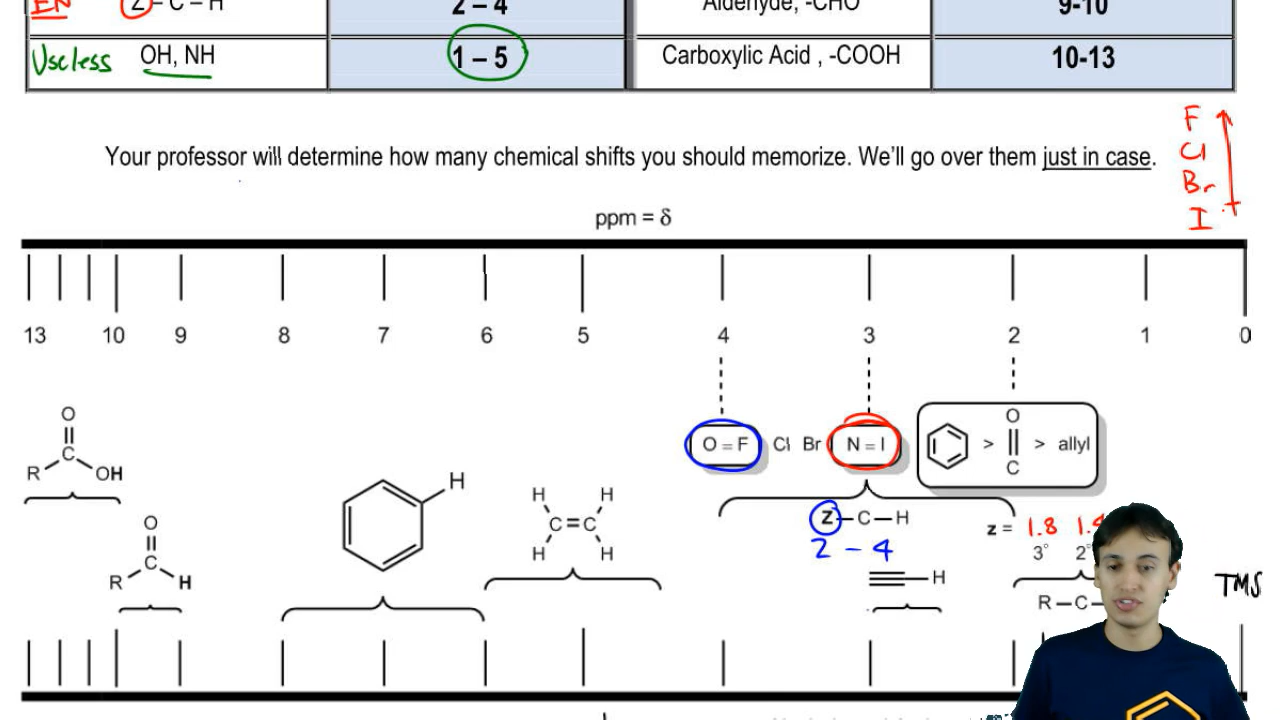 EN Z – C – H 2 – 4 Aldehyde, -CHO 9-10
Useless OH, NH 1 – 5 Carboxylic Acid , -COOH 10-13
F
Cl
Br
I
Your professor will determine how many chemical shifts you should memorize. We'll go over them just in case.
ppm = δ
13 10 9 8 7 6 5 4 3 2 1 0
O
C
R OH
O
C
R H
H
H H
C=C
H H
O = F Cl Br N = I
O
> || > allyl
C
Z–C–H
2 – 4
≡–H
z = 1.8
3° 2°
R–C–
TMS